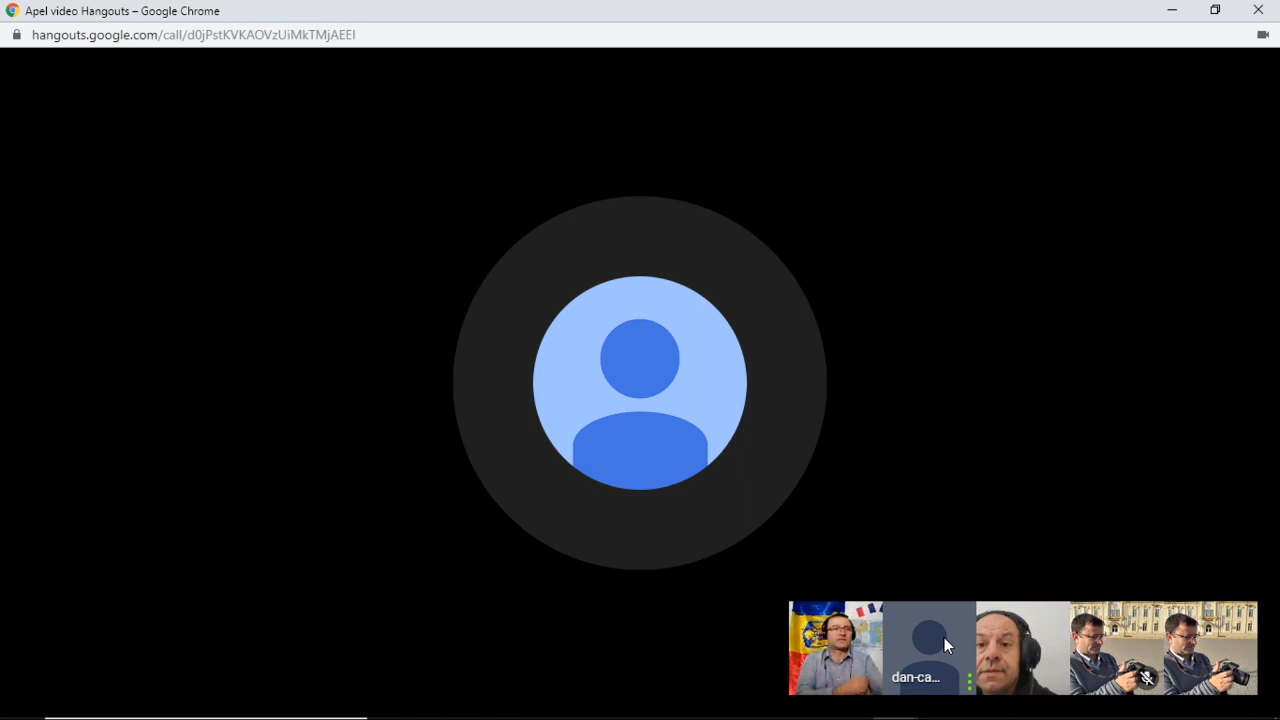 Apel video Hangouts – Google Chrome
hangouts.google.com/call/d0jPstKVKAOVzUiMkTMjAEEI
dan-ca...